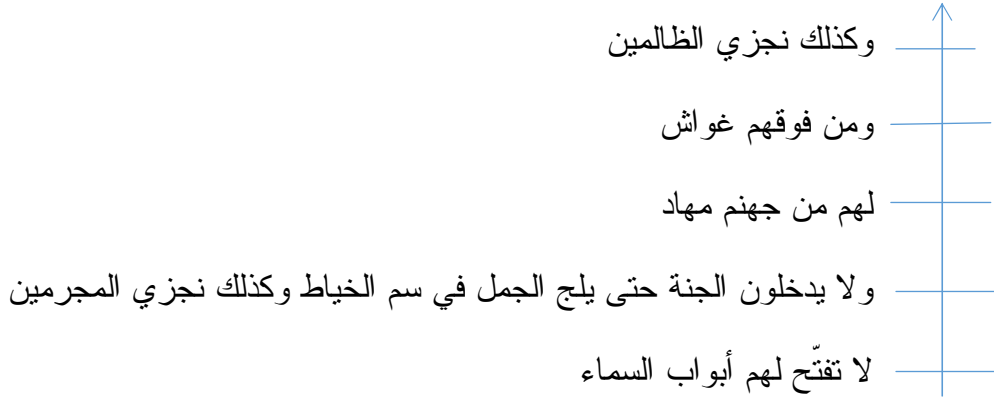 وكذلك نجزي الظالمين
ومن فوقهم غواش
لهم من جهنم مهاد
ولا يدخلون الجنة حتى يلج الجمل في سم الخياط وكذلك نجزي المجرمين
لا تفتّح لهم أبواب السماء